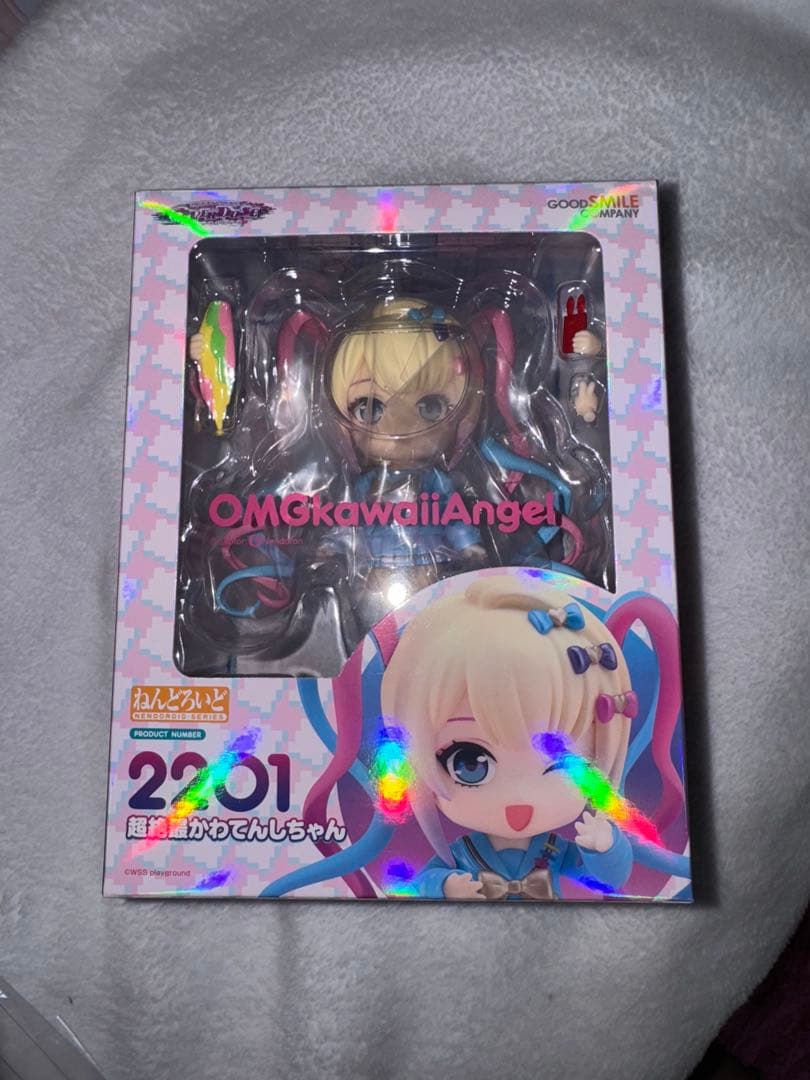 GOODSMILE
COMPANY
OMGkawaiiAngel
ねんどろいど
NENDOROID SERIES
PRODUCT NUMBER
2201
超絶最かわてんしちゃん
©WSS playground